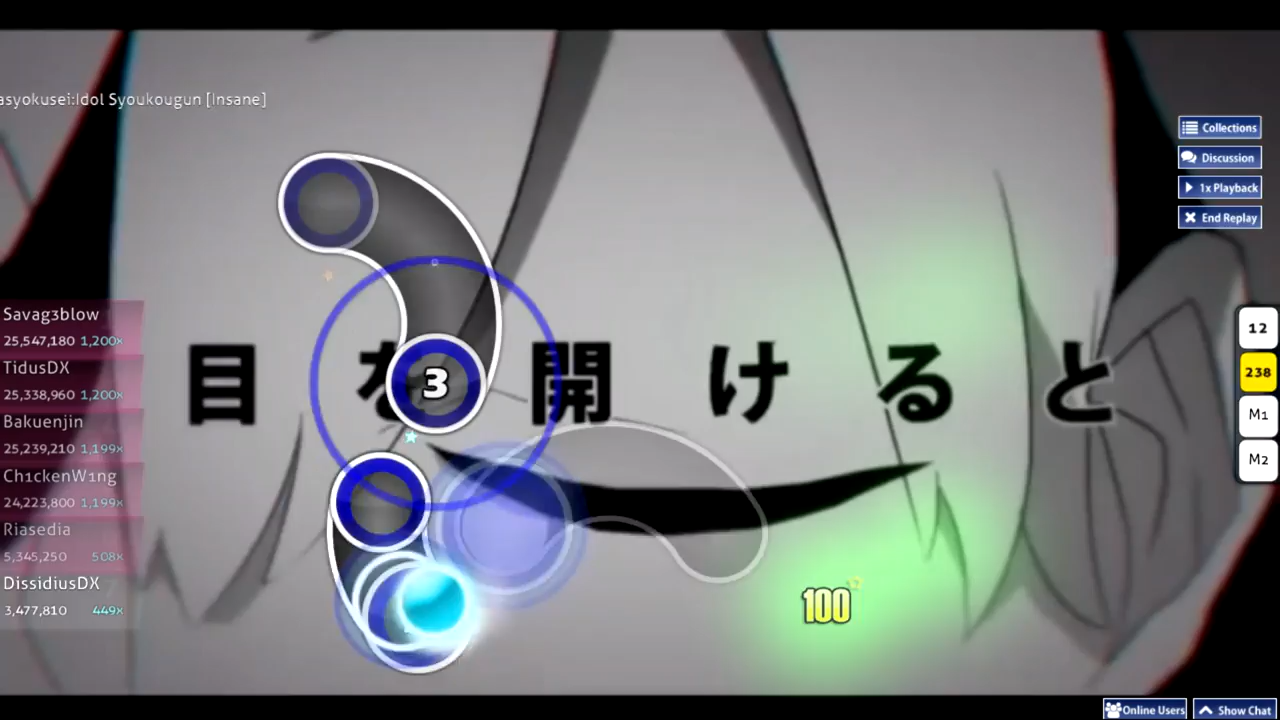 asyokusei:Idol Syoukougun [Insane]
Collections
Discussion
1x Playback
End Replay
Savag3blow
25,547,180 1,200x
TidusDX
25,338,960 1,200x
Bakuenjin
25,239,210 1,199x
Ch1ckenW1ng
24,223,800 1,199x
Riasedia
5,345,250 508x
DissidiusDX
3,477,810 449x
目を開けると
3
12
238
M1
M2
100
Online Users
Show Chat